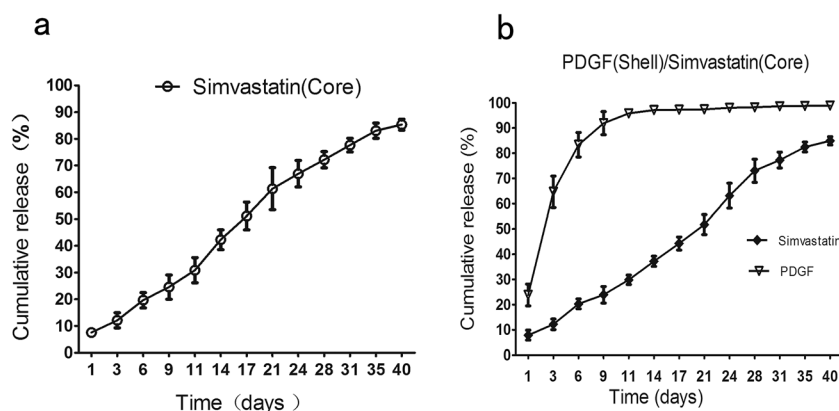 a
Simvastatin(Core)
Cumulative release (%)
100
90
80
70
60
50
40
30
20
10
0
1 3 6 9 11 14 17 21 24 28 31 35 40
Time (days)
b
PDGF(Shell)/Simvastatin(Core)
Cumulative release (%)
100
90
80
70
60
50
40
30
20
10
0
Simvastatin
PDGF
1 3 6 9 11 14 17 21 24 28 31 35 40
Time (days)